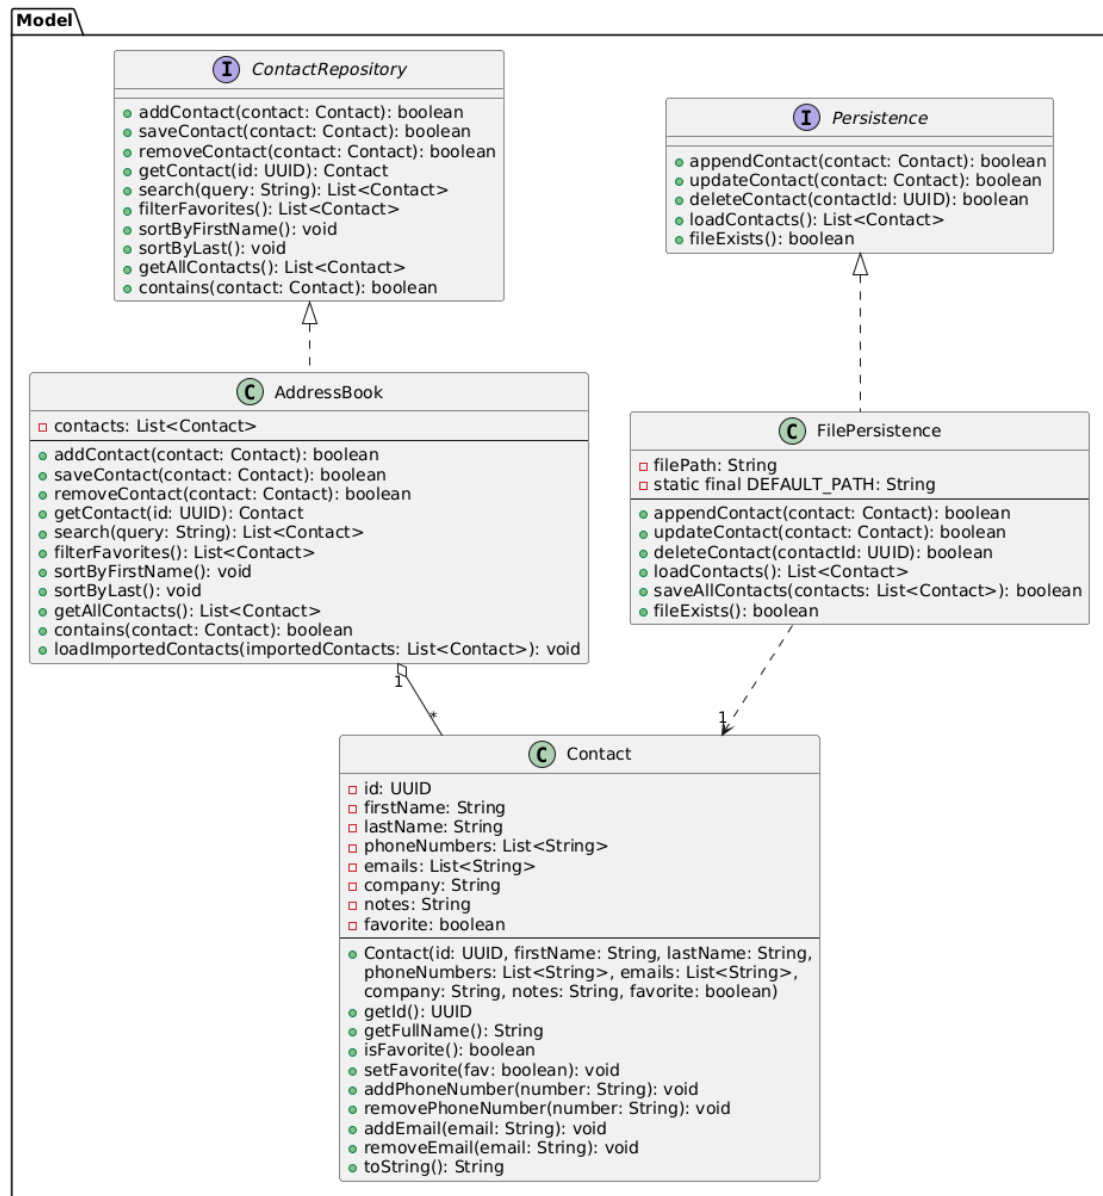 Model
I ContactRepository
addContact(contact: Contact): boolean
saveContact(contact: Contact): boolean
removeContact(contact: Contact): boolean
getContact(id: UUID): Contact
search(query: String): List<Contact>
filterFavorites(): List<Contact>
sortByFirstName(): void
sortByLast(): void
getAllContacts(): List<Contact>
contains(contact: Contact): boolean
I Persistence
appendContact(contact: Contact): boolean
updateContact(contact: Contact): boolean
deleteContact(contactId: UUID): boolean
loadContacts(): List<Contact>
fileExists(): boolean
C AddressBook
contacts: List<Contact>
addContact(contact: Contact): boolean
saveContact(contact: Contact): boolean
removeContact(contact: Contact): boolean
getContact(id: UUID): Contact
search(query: String): List<Contact>
filterFavorites(): List<Contact>
sortByFirstName(): void
sortByLast(): void
getAllContacts(): List<Contact>
contains(contact: Contact): boolean
loadImportedContacts(importedContacts: List<Contact>): void
C FilePersistence
filePath: String
static final DEFAULT_PATH: String
appendContact(contact: Contact): boolean
updateContact(contact: Contact): boolean
deleteContact(contactId: UUID): boolean
loadContacts(): List<Contact>
saveAllContacts(contacts: List<Contact>): boolean
fileExists(): boolean
1
*
1
C Contact
id: UUID
firstName: String
lastName: String
phoneNumbers: List<String>
emails: List<String>
company: String
notes: String
favorite: boolean
Contact(id: UUID, firstName: String, lastName: String,
phoneNumbers: List<String>, emails: List<String>,
company: String, notes: String, favorite: boolean)
getId(): UUID
getFullName(): String
isFavorite(): boolean
setFavorite(fav: boolean): void
addPhoneNumber(number: String): void
removePhoneNumber(number: String): void
addEmail(email: String): void
removeEmail(email: String): void
toString(): String